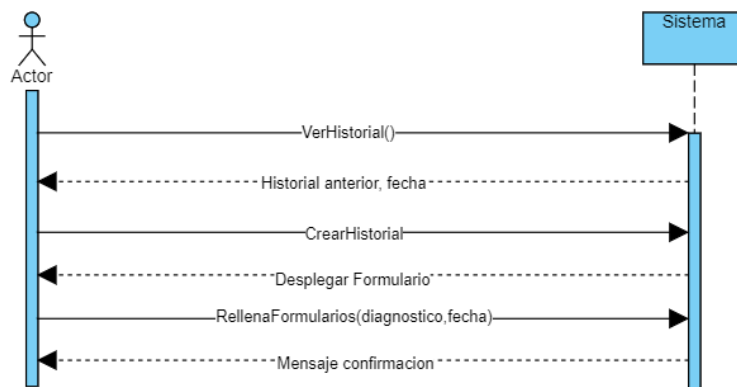 Sistema
Actor
VerHistorial()
Historial anterior, fecha
CrearHistorial
Desplegar Formulario
RellenaFormularios(diagnostico,fecha)
Mensaje confirmacion